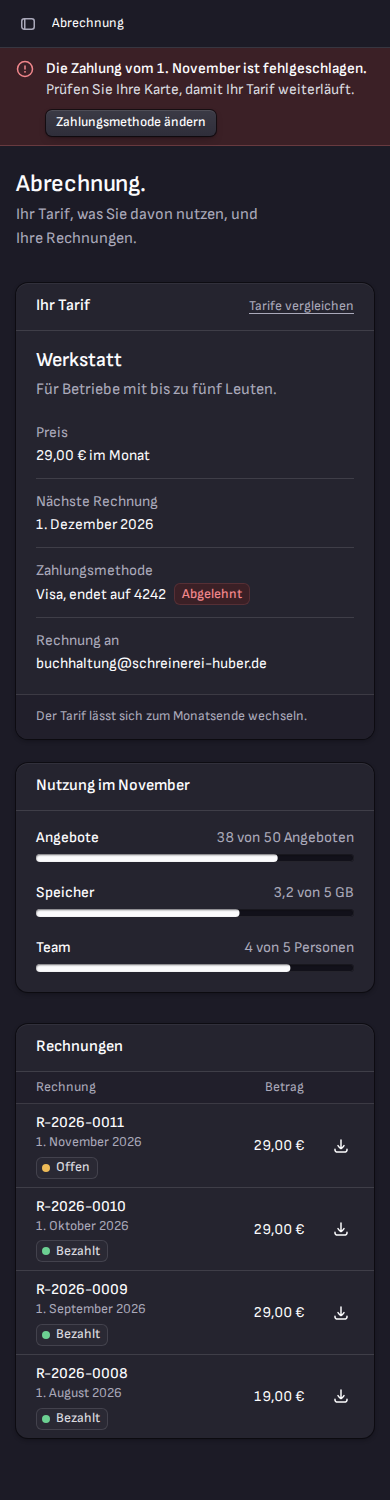 Abrechnung
Die Zahlung vom 1. November ist fehlgeschlagen.
Prüfen Sie Ihre Karte, damit Ihr Tarif weiterläuft.
Zahlungsmethode ändern
Abrechnung.
Ihr Tarif, was Sie davon nutzen, und
Ihre Rechnungen.
Ihr Tarif Tarife vergleichen
Werkstatt
Für Betriebe mit bis zu fünf Leuten.
Preis
29,00 € im Monat
Nächste Rechnung
1. Dezember 2026
Zahlungsmethode
Visa, endet auf 4242 Abgelehnt
Rechnung an
buchhaltung@schreinerei-huber.de
Der Tarif lässt sich zum Monatsende wechseln.
Nutzung im November
Angebote 38 von 50 Angeboten
Speicher 3,2 von 5 GB
Team 4 von 5 Personen
Rechnungen
Rechnung Betrag
R-2026-0011
1. November 2026
29,00 €
Offen
R-2026-0010
1. Oktober 2026
29,00 €
Bezahlt
R-2026-0009
1. September 2026
29,00 €
Bezahlt
R-2026-0008
1. August 2026
19,00 €
Bezahlt